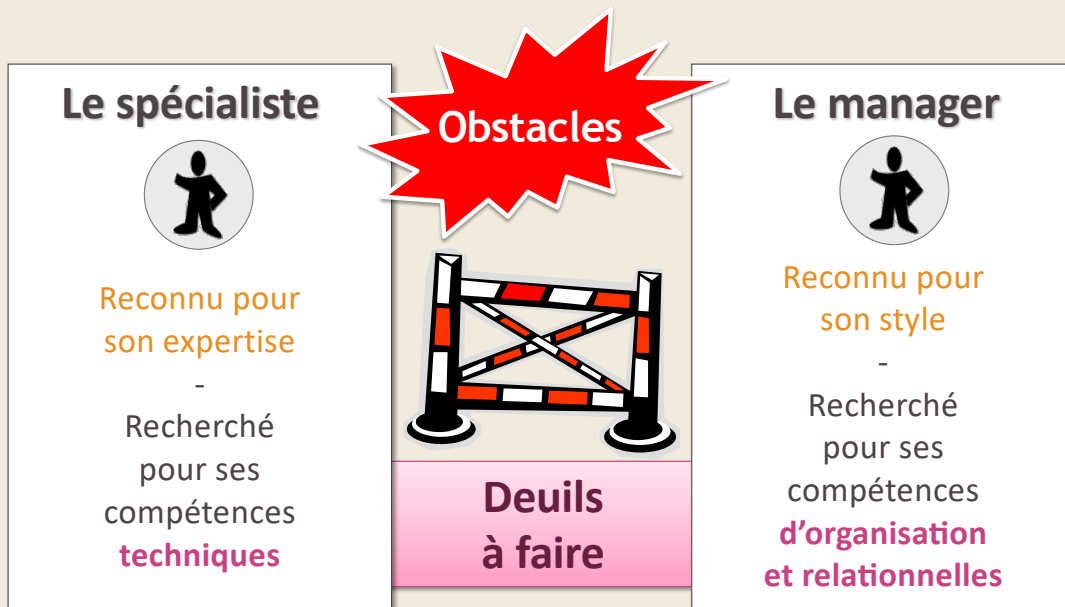 Le spécialiste
Reconnu pour
son expertise
-
Recherché
pour ses
compétences
techniques
Obstacles
Deuils
à faire
Le manager
Reconnu pour
son style
-
Recherché
pour ses
compétences
d’organisation
et relationnelles